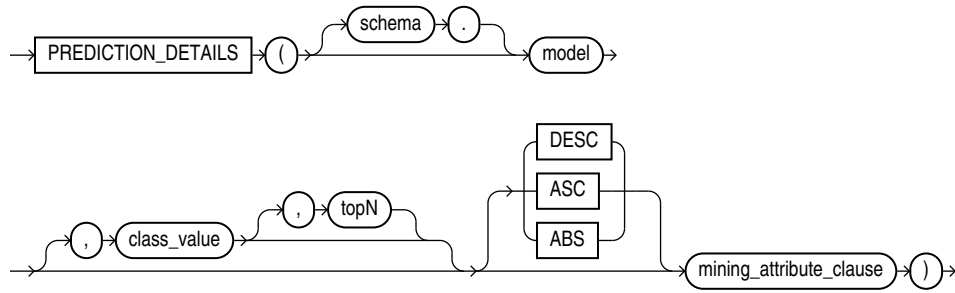 schema .
PREDICTION_DETAILS ( model
DESC
, topN ASC
, class_value ABS
mining_attribute_clause )